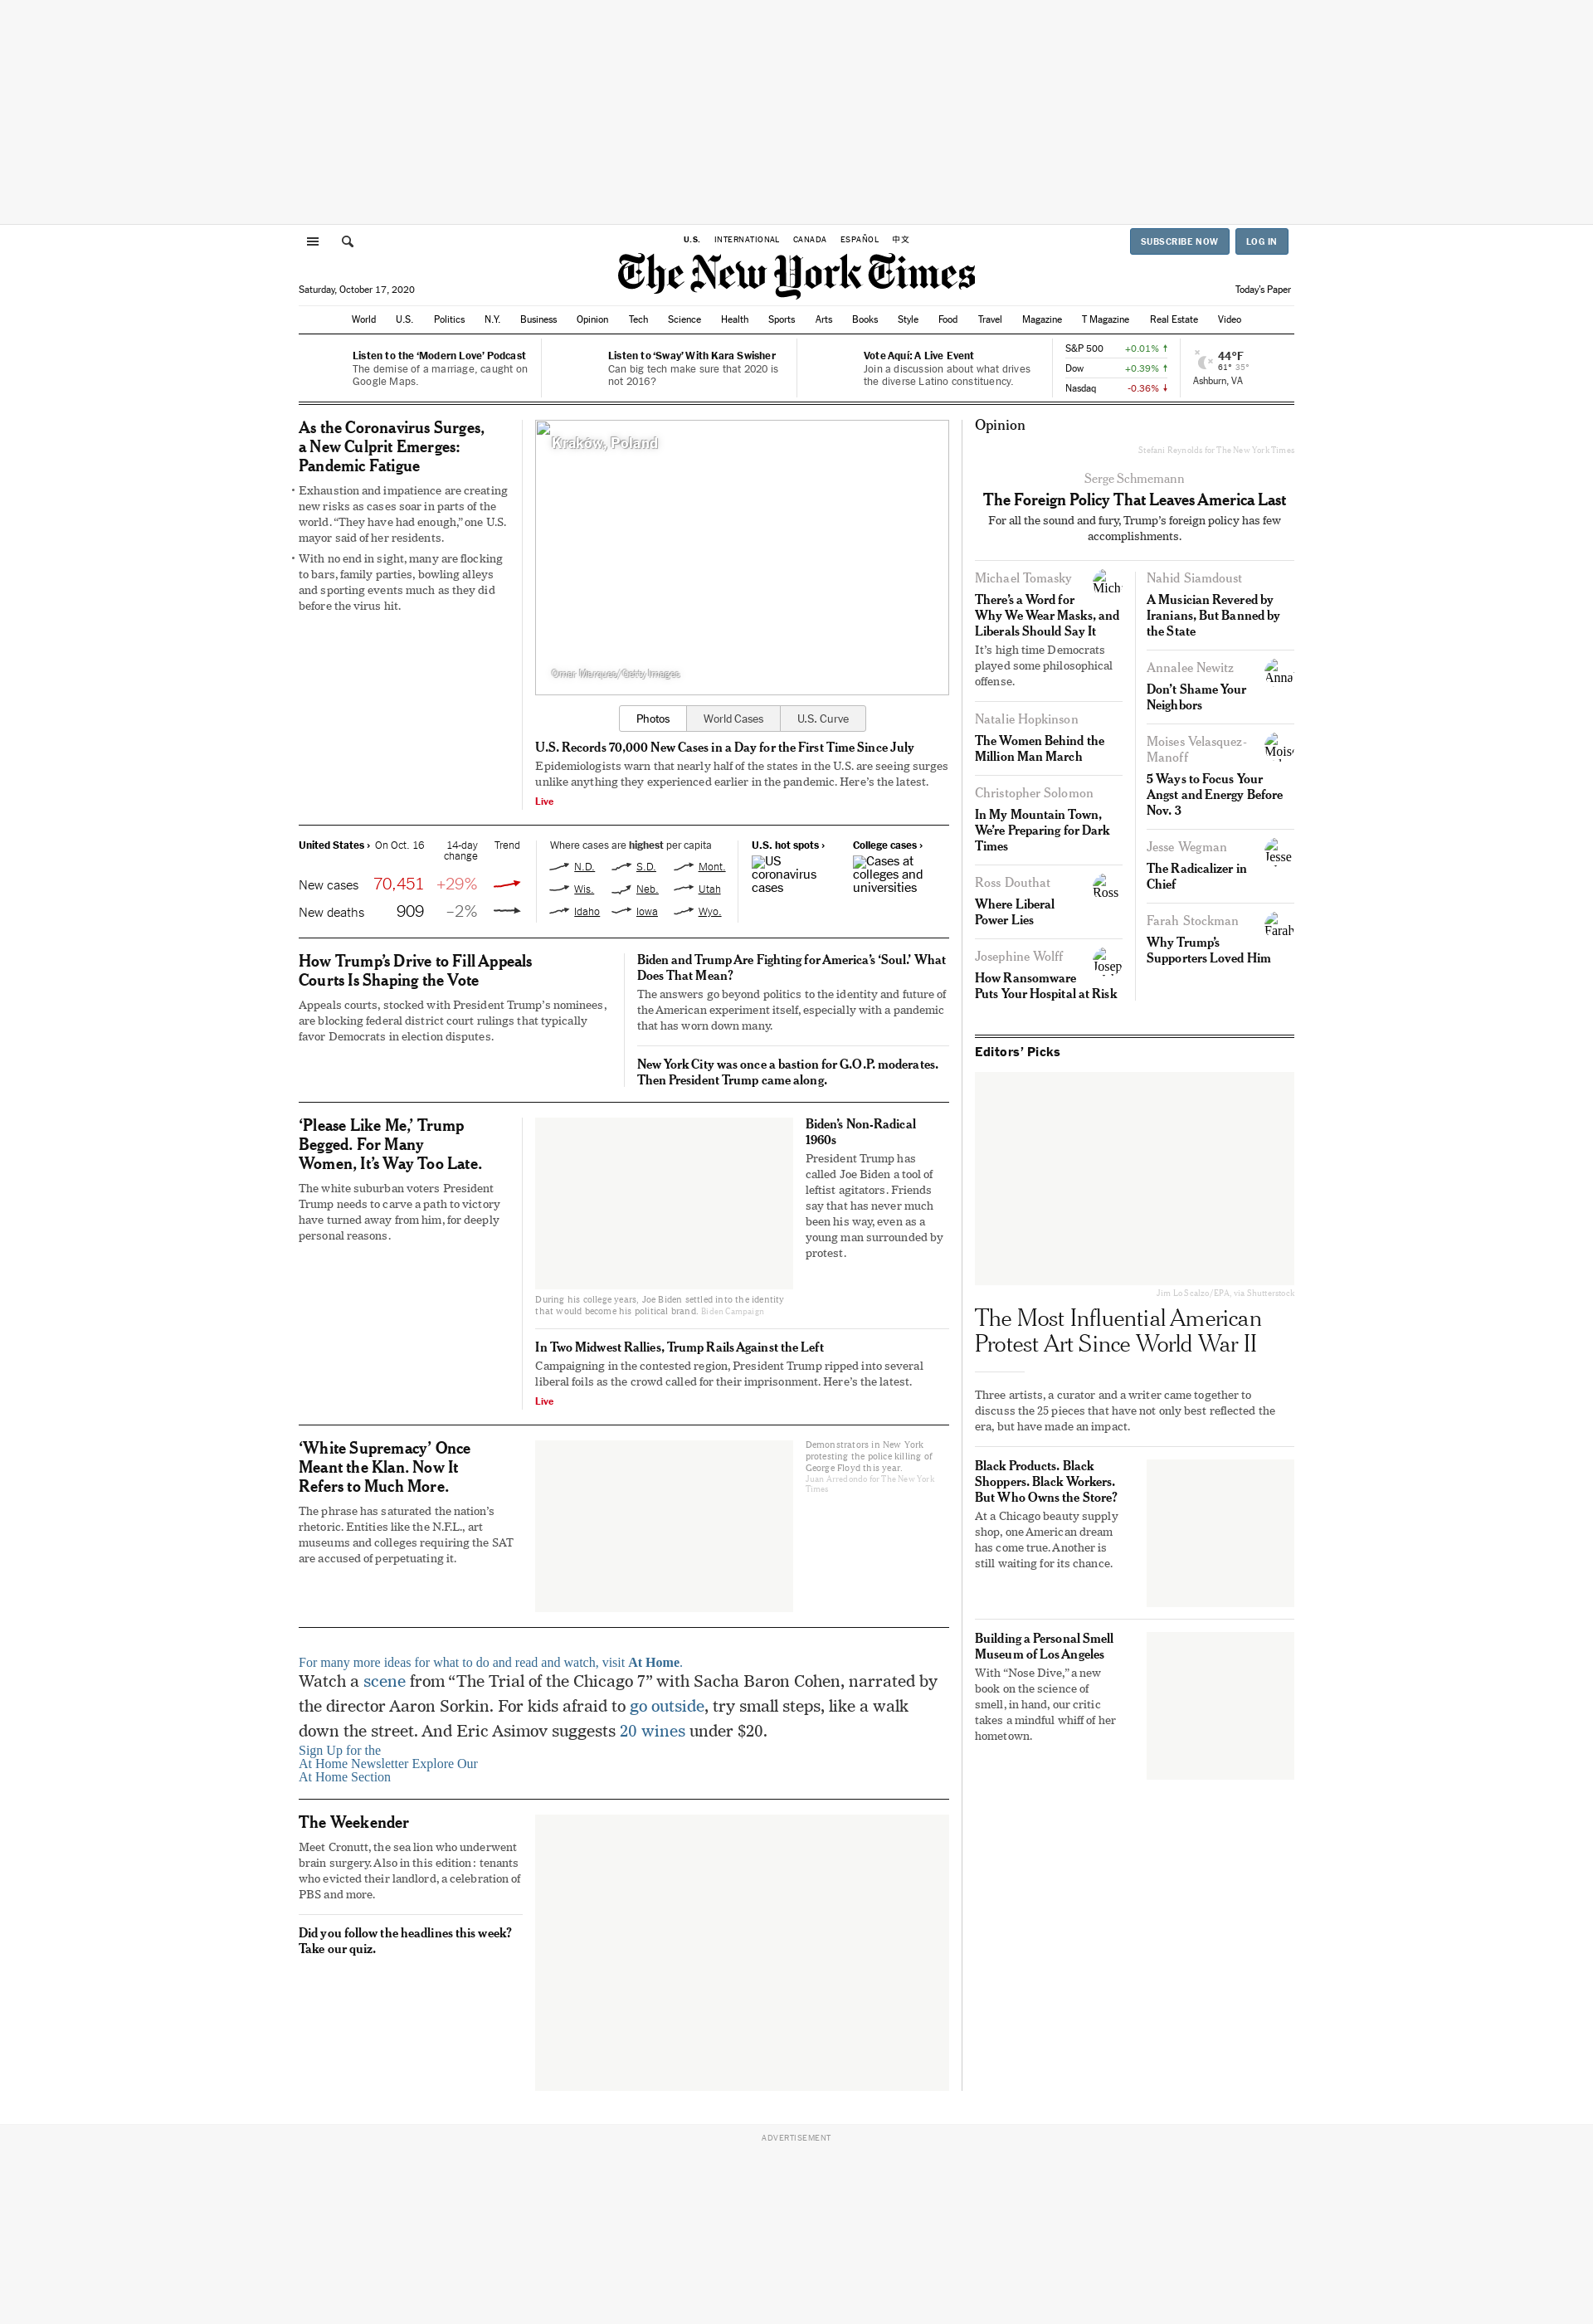 U.S. INTERNATIONAL CANADA ESPAÑOL 中文
SUBSCRIBE NOW LOG IN
The New York Times
Saturday, October 17, 2020
Today's Paper
World U.S. Politics N.Y. Business Opinion Tech Science Health Sports Arts Books Style Food Travel Magazine T Magazine Real Estate Video
Listen to the ‘Modern Love’ Podcast
The demise of a marriage, caught on
Google Maps.
Listen to ‘Sway’ With Kara Swisher
Can big tech make sure that 2020 is
not 2016?
Vote Aquí: A Live Event
Join a discussion about what drives
the diverse Latino constituency.
S&P 500 +0.01% ↑
Dow +0.39% ↑
Nasdaq -0.36% ↓
44°F
61° 35°
Ashburn, VA
As the Coronavirus Surges,
a New Culprit Emerges:
Pandemic Fatigue
• Exhaustion and impatience are creating
new risks as cases soar in parts of the
world. “They have had enough,” one U.S.
mayor said of her residents.
• With no end in sight, many are flocking
to bars, family parties, bowling alleys
and sporting events much as they did
before the virus hit.
Kraków, Poland
Omar Marques/Getty Images
Photos World Cases U.S. Curve
U.S. Records 70,000 New Cases in a Day for the First Time Since July
Epidemiologists warn that nearly half of the states in the U.S. are seeing surges
unlike anything they experienced earlier in the pandemic. Here’s the latest.
Live
United States › On Oct. 16 14-day change Trend
New cases 70,451 +29%
New deaths 909 –2%
Where cases are highest per capita
N.D. S.D. Mont.
Wis. Neb. Utah
Idaho Iowa Wyo.
U.S. hot spots ›
US
coronavirus
cases
College cases ›
Cases at
colleges and
universities
How Trump’s Drive to Fill Appeals
Courts Is Shaping the Vote
Appeals courts, stocked with President Trump’s nominees,
are blocking federal district court rulings that typically
favor Democrats in election disputes.
Biden and Trump Are Fighting for America’s ‘Soul.’ What
Does That Mean?
The answers go beyond politics to the identity and future of
the American experiment itself, especially with a pandemic
that has worn down many.
New York City was once a bastion for G.O.P. moderates.
Then President Trump came along.
‘Please Like Me,’ Trump
Begged. For Many
Women, It’s Way Too Late.
The white suburban voters President
Trump needs to carve a path to victory
have turned away from him, for deeply
personal reasons.
During his college years, Joe Biden settled into the identity
that would become his political brand. Biden Campaign
Biden’s Non-Radical
1960s
President Trump has
called Joe Biden a tool of
leftist agitators. Friends
say that has never much
been his way, even as a
young man surrounded by
protest.
In Two Midwest Rallies, Trump Rails Against the Left
Campaigning in the contested region, President Trump ripped into several
liberal foils as the crowd called for their imprisonment. Here’s the latest.
Live
‘White Supremacy’ Once
Meant the Klan. Now It
Refers to Much More.
The phrase has saturated the nation’s
rhetoric. Entities like the N.F.L., art
museums and colleges requiring the SAT
are accused of perpetuating it.
Demonstrators in New York
protesting the police killing of
George Floyd this year.
Juan Arredondo for The New York
Times
For many more ideas for what to do and read and watch, visit At Home.
Watch a scene from “The Trial of the Chicago 7” with Sacha Baron Cohen, narrated by
the director Aaron Sorkin. For kids afraid to go outside, try small steps, like a walk
down the street. And Eric Asimov suggests 20 wines under $20.
Sign Up for the
At Home Newsletter Explore Our
At Home Section
The Weekender
Meet Cronutt, the sea lion who underwent
brain surgery. Also in this edition: tenants
who evicted their landlord, a celebration of
PBS and more.
Did you follow the headlines this week?
Take our quiz.
Opinion
Stefani Reynolds for The New York Times
Serge Schmemann
The Foreign Policy That Leaves America Last
For all the sound and fury, Trump’s foreign policy has few
accomplishments.
Michael Tomasky
Mich
There’s a Word for
Why We Wear Masks, and
Liberals Should Say It
It’s high time Democrats
played some philosophical
offense.
Natalie Hopkinson
The Women Behind the
Million Man March
Christopher Solomon
In My Mountain Town,
We’re Preparing for Dark
Times
Ross Douthat
Ross
Where Liberal
Power Lies
Josephine Wolff
Josep
How Ransomware
Puts Your Hospital at Risk
Nahid Siamdoust
A Musician Revered by
Iranians, But Banned by
the State
Annalee Newitz
Anna
Don’t Shame Your
Neighbors
Moises Velasquez-
Manoff
Moise
5 Ways to Focus Your
Angst and Energy Before
Nov. 3
Jesse Wegman
Jesse
The Radicalizer in
Chief
Farah Stockman
Farah
Why Trump’s
Supporters Loved Him
Editors’ Picks
Jim Lo Scalzo/EPA, via Shutterstock
The Most Influential American
Protest Art Since World War II
Three artists, a curator and a writer came together to
discuss the 25 pieces that have not only best reflected the
era, but have made an impact.
Black Products. Black
Shoppers. Black Workers.
But Who Owns the Store?
At a Chicago beauty supply
shop, one American dream
has come true. Another is
still waiting for its chance.
Building a Personal Smell
Museum of Los Angeles
With “Nose Dive,” a new
book on the science of
smell, in hand, our critic
takes a mindful whiff of her
hometown.
ADVERTISEMENT